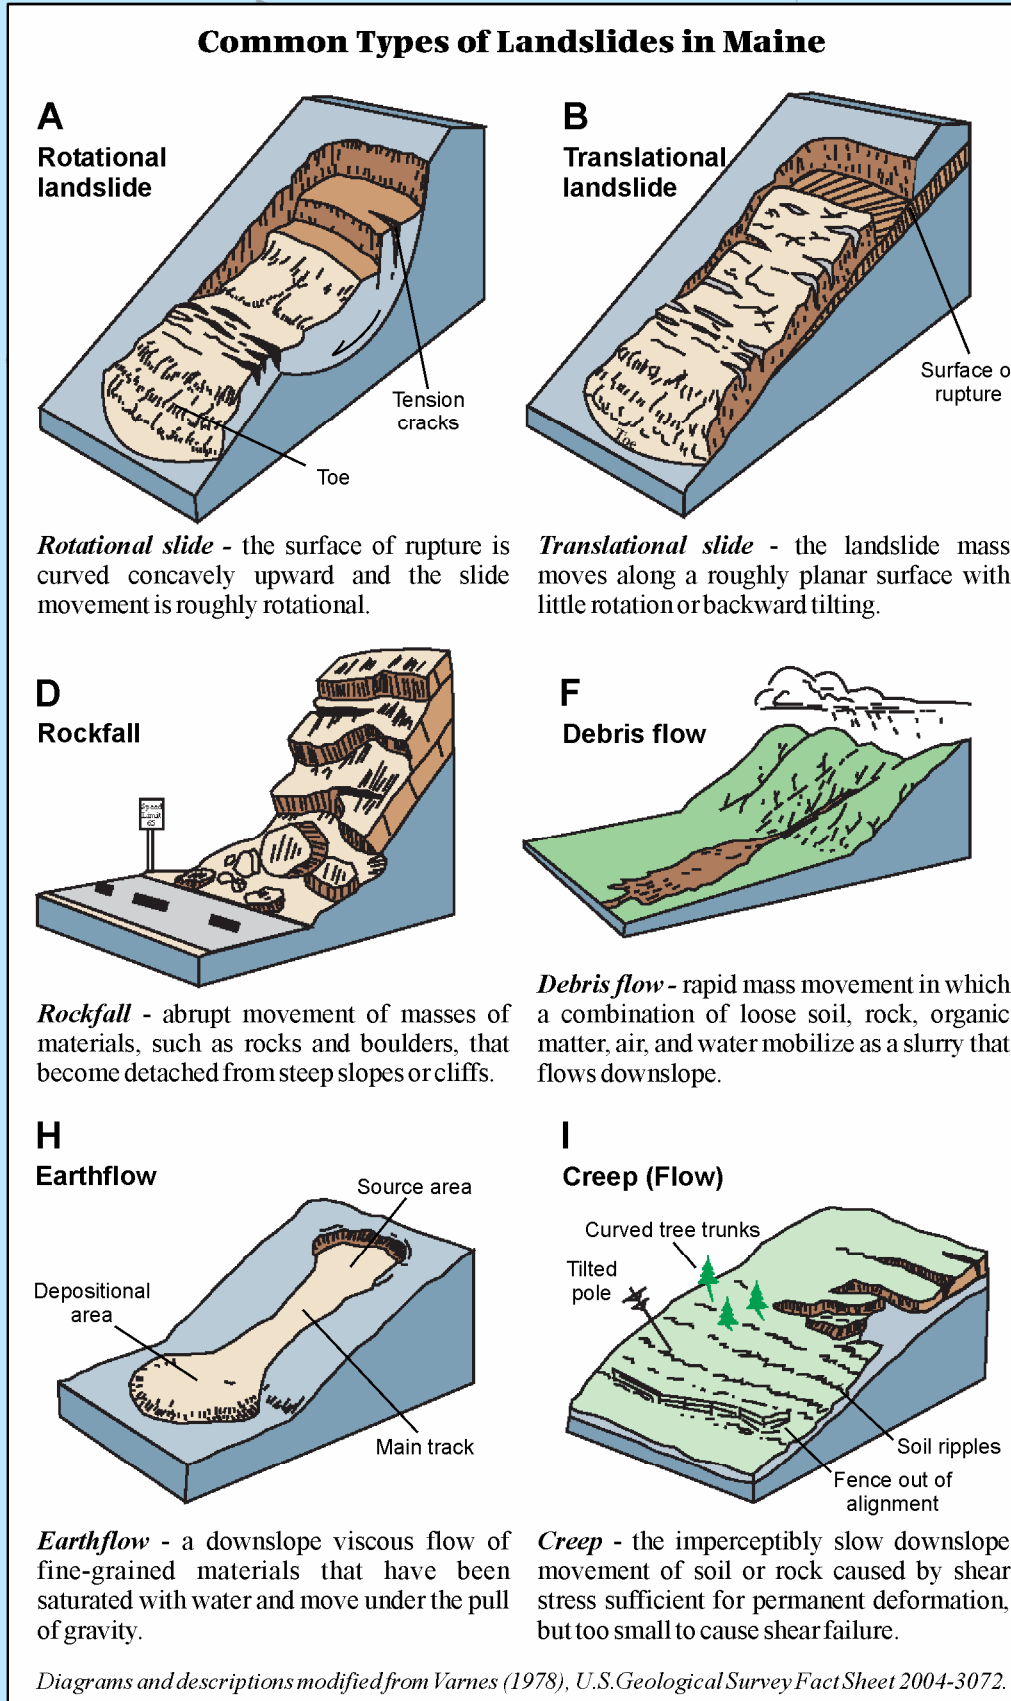 Common Types of Landslides in Maine
A
Rotational
landslide
Tension
cracks
Toe
Rotational slide - the surface of rupture is
curved concavely upward and the slide
movement is roughly rotational.
B
Translational
landslide
Surface o
rupture
Toe
Translational slide - the landslide mass
moves along a roughly planar surface with
little rotation or backward tilting.
D
Rockfall
Speed
Limit
65
Rockfall - abrupt movement of masses of
materials, such as rocks and boulders, that
become detached from steep slopes or cliffs.
F
Debris flow
Debris flow - rapid mass movement in which
a combination of loose soil, rock, organic
matter, air, and water mobilize as a slurry that
flows downslope.
H
Earthflow
Source area
Depositional
area
Main track
Earthflow - a downslope viscous flow of
fine-grained materials that have been
saturated with water and move under the pull
of gravity.
I
Creep (Flow)
Curved tree trunks
Tilted
pole
Soil ripples
Fence out of
alignment
Creep - the imperceptibly slow downslope
movement of soil or rock caused by shear
stress sufficient for permanent deformation,
but too small to cause shear failure.
Diagrams and descriptions modified from Varnes (1978), U.S.Geological Survey Fact Sheet 2004-3072.